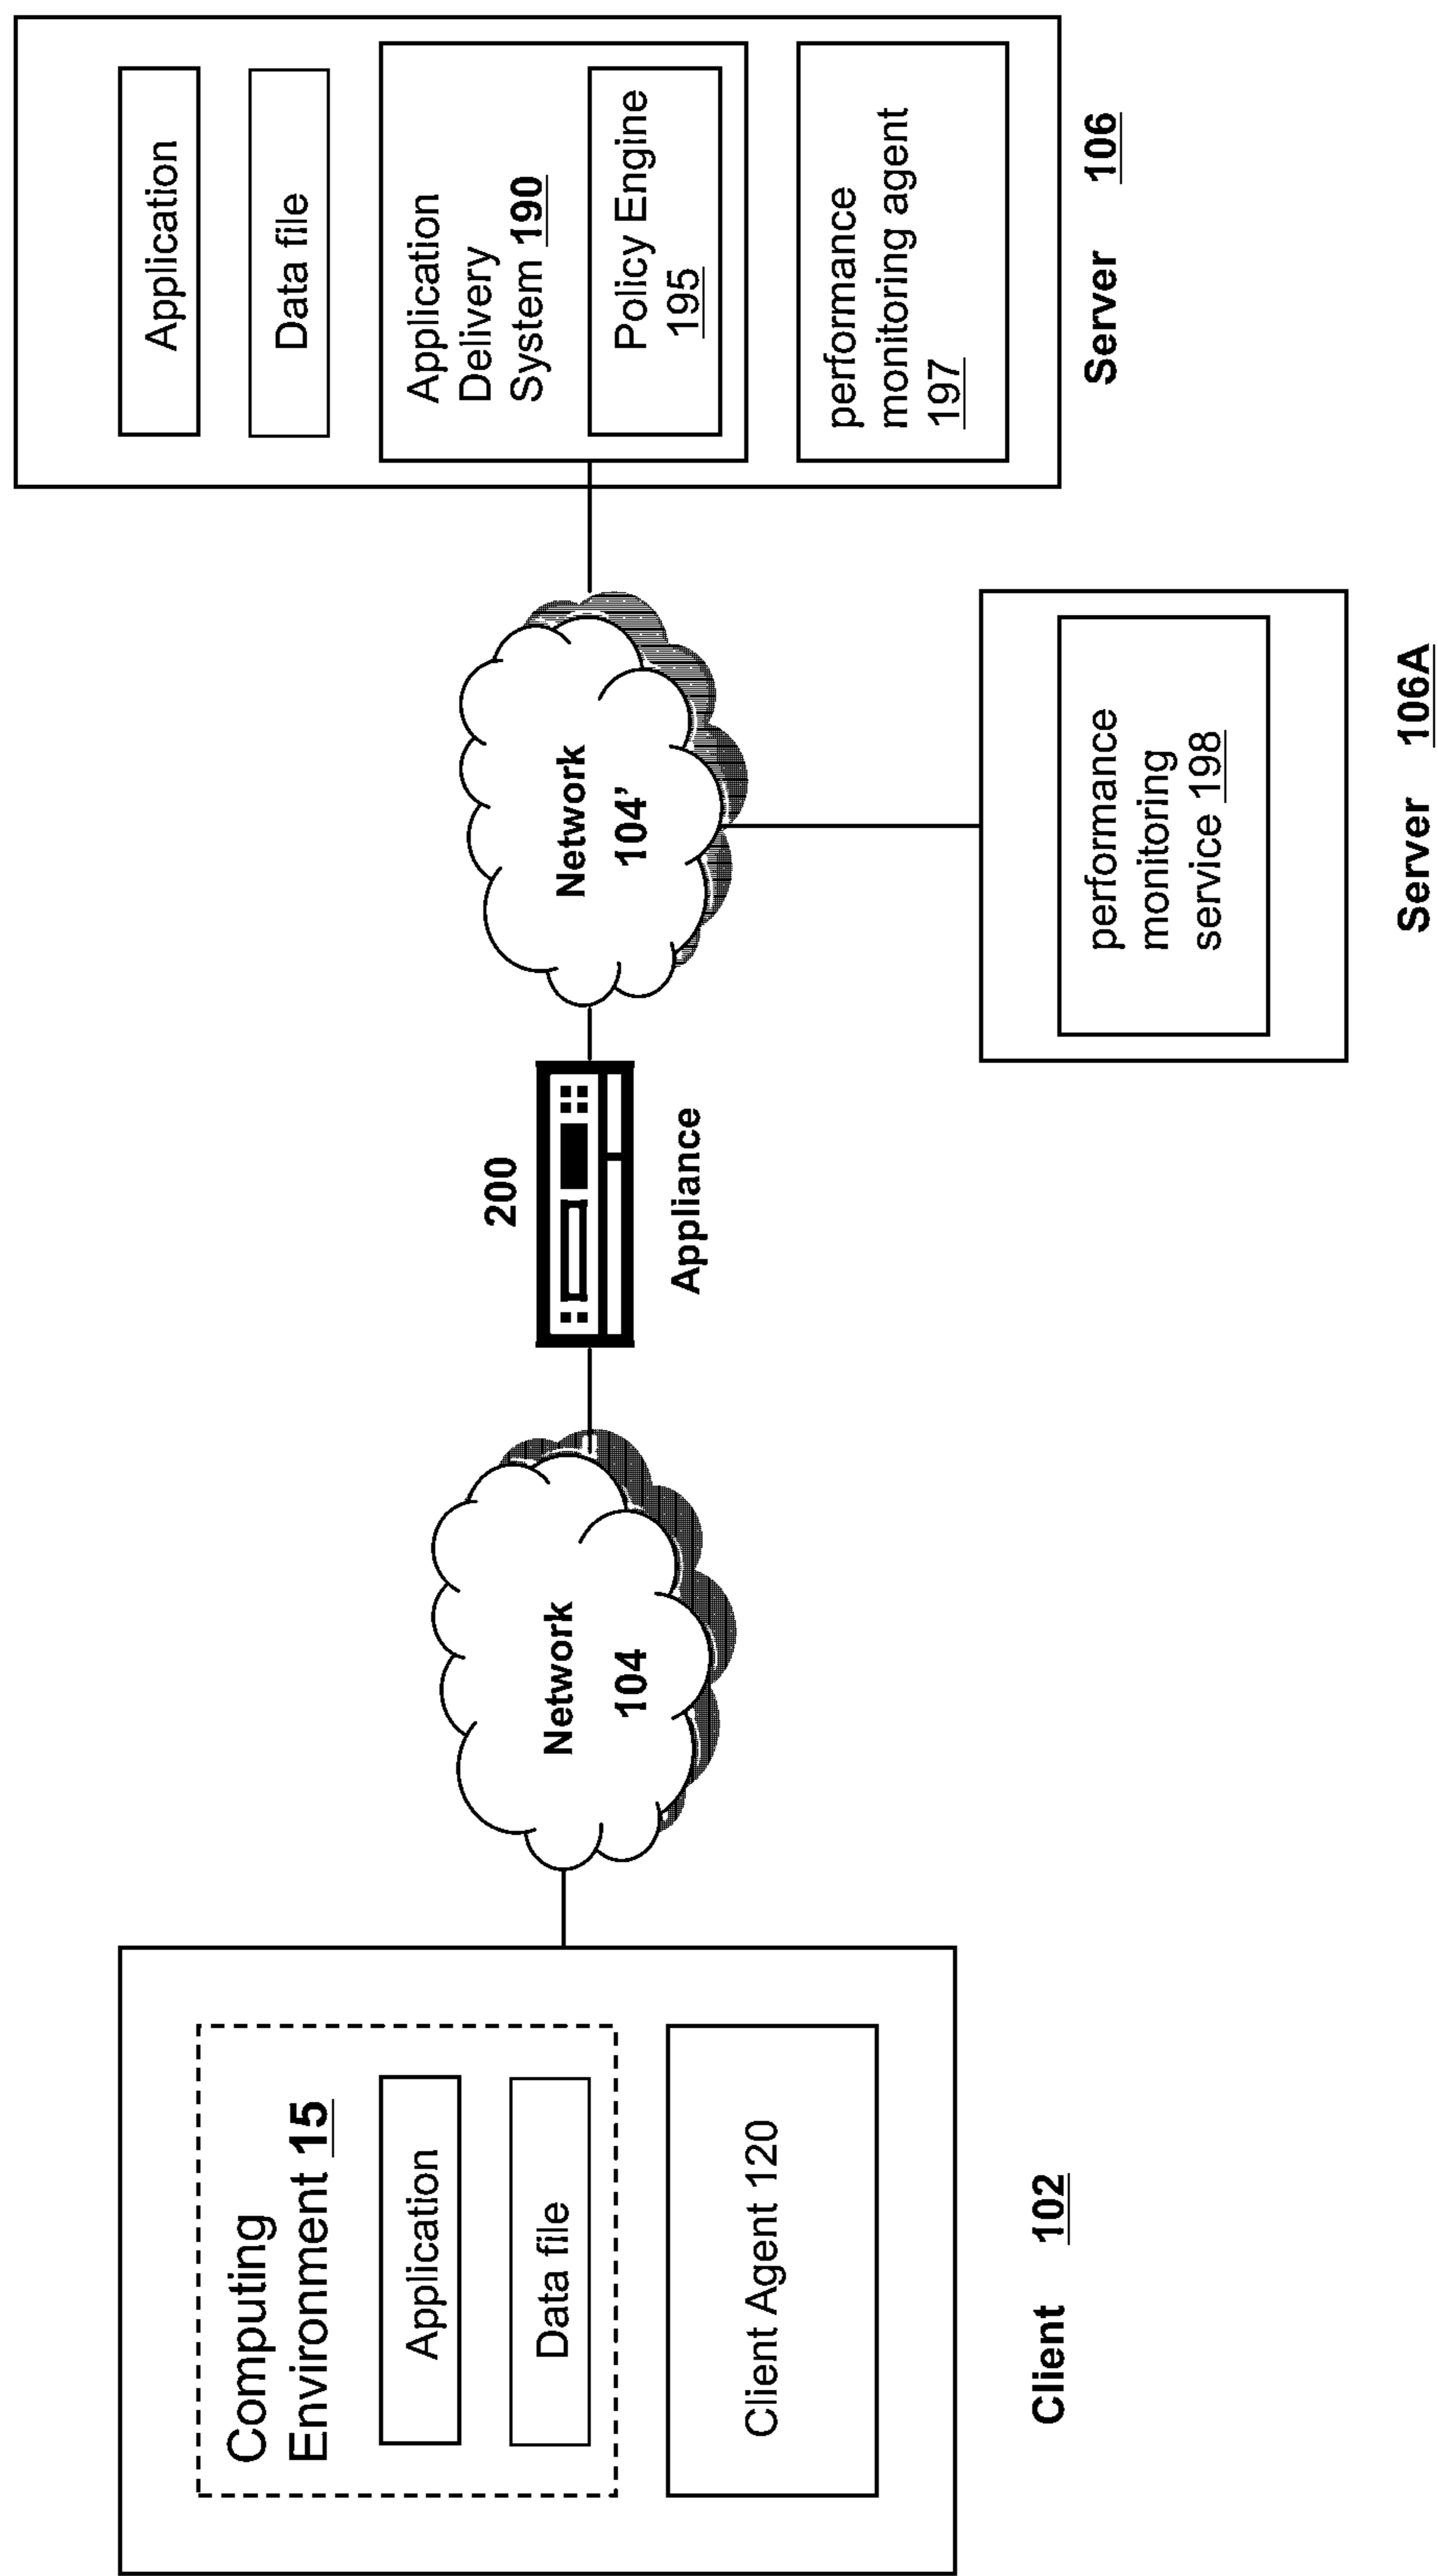 Computing
Environment 15
Application
Data file
Client Agent 120
Client 102
Network
104
200
Appliance
Network
104’
performance
monitoring
service 198
Server 106A
Application
Data file
Application
Delivery
System 190
Policy Engine
195
performance
monitoring agent
197
Server 106